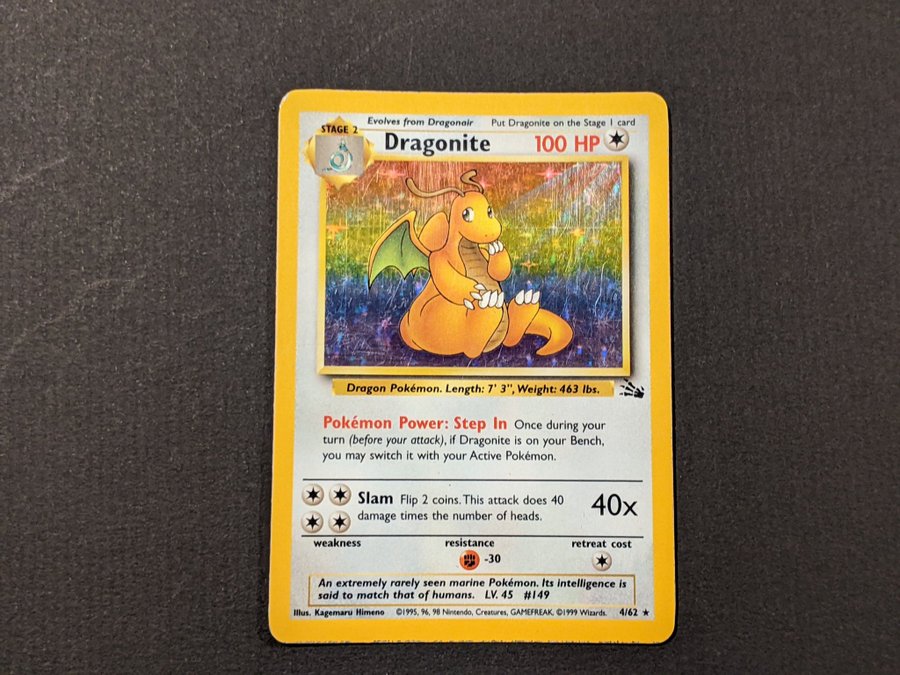 Evolves from Dragonair Put Dragonite on the Stage 1 card
STAGE 2
Dragonite 100 HP
Dragon Pokémon. Length: 7' 3", Weight: 463 lbs.
Pokémon Power: Step In Once during your
turn (before your attack), if Dragonite is on your Bench,
you may switch it with your Active Pokémon.
Slam Flip 2 coins. This attack does 40
damage times the number of heads.
40x
weakness resistance retreat cost
-30
An extremely rarely seen marine Pokémon. Its intelligence is
said to match that of humans. LV. 45 #149
Illus. Kagemaru Himeno ©1995, 96, 98 Nintendo, Creatures, GAMEFREAK. ©1999 Wizards. 4/62 ★